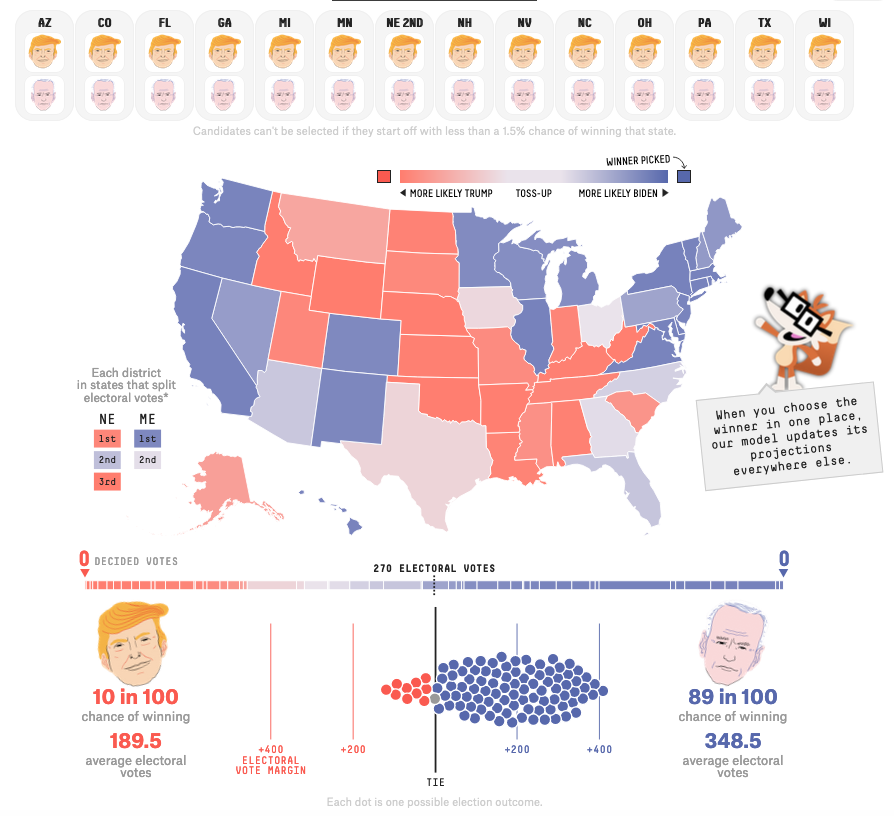 AZ CO FL GA MI MN NE 2ND NH NV NC OH PA TX WI
Candidates can't be selected if they start off with less than a 1.5% chance of winning that state.
WINNER PICKED
◀ MORE LIKELY TRUMP TOSS-UP MORE LIKELY BIDEN ▶
Each district
in states that split
electoral votes*
NE ME
1st 1st
2nd 2nd
3rd
When you choose the
winner in one place,
our model updates its
projections
everywhere else.
0 DECIDED VOTES
0
270 ELECTORAL VOTES
10 in 100
chance of winning
189.5
average electoral
votes
+400
ELECTORAL
VOTE MARGIN
+200
TIE
+200
+400
89 in 100
chance of winning
348.5
average electoral
votes
Each dot is one possible election outcome.